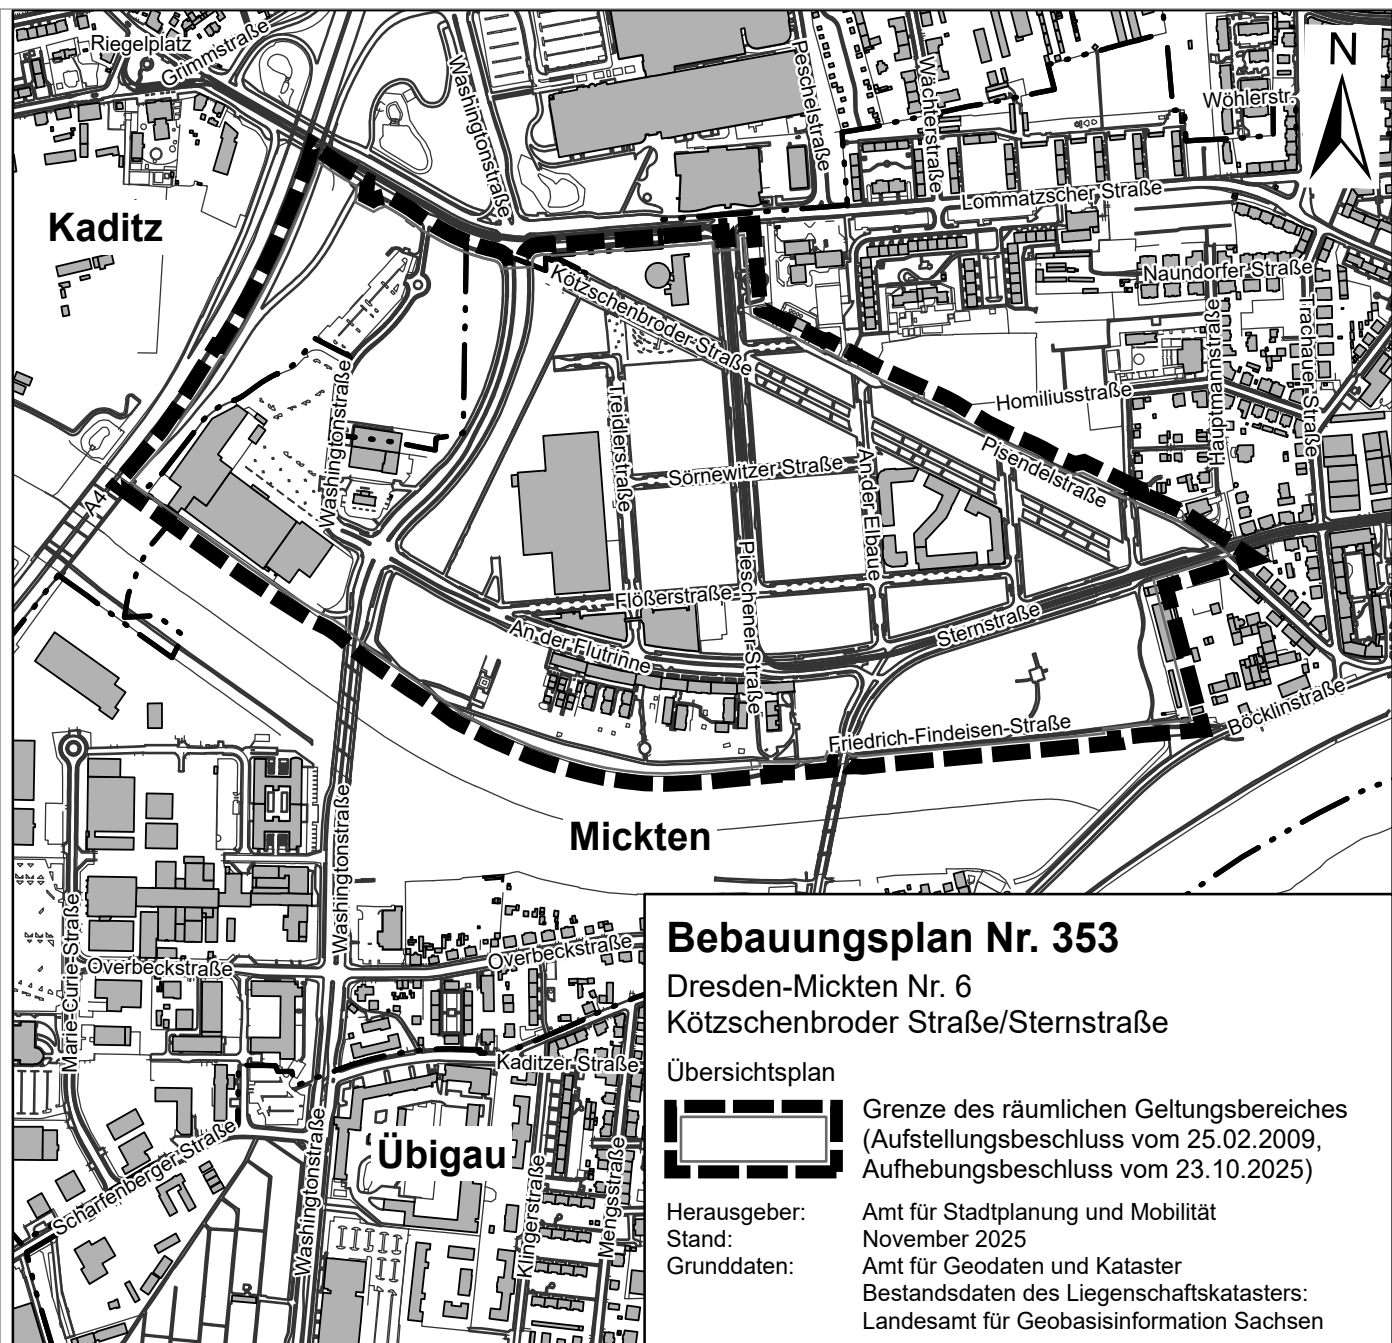 Riegelplatz
Grimmstraße
Washingtonstraße
Peschelstraße
Wächterstraße
Wöhlerstr.
N
Kaditz
Lommatzscher Straße
Naundorfer Straße
Kötzschenbroder Straße
Trachauer Straße
Hauptmannstraße
Homiliusstraße
Washingtonstraße
Treidlerstraße
Sörnewitzer Straße
An der Elbaue
Pisendelstraße
A4
Flößerstraße
Pieschener Straße
Sternstraße
An der Flutrinne
Friedrich-Findeisen-Straße
Böcklinstraße
Mickten
Washingtonstraße
Marie-Curie-Straße
Overbeckstraße
Overbeckstraße
Kaditzer Straße
Übigau
Scharfenberger Straße
Washingtonstraße
Klingerstraße
Mengsstraße
Bebauungsplan Nr. 353
Dresden-Mickten Nr. 6
Kötzschenbroder Straße/Sternstraße
Übersichtsplan
Grenze des räumlichen Geltungsbereiches
(Aufstellungsbeschluss vom 25.02.2009,
Aufhebungsbeschluss vom 23.10.2025)
Herausgeber: Amt für Stadtplanung und Mobilität
Stand: November 2025
Grunddaten: Amt für Geodaten und Kataster
Bestandsdaten des Liegenschaftskatasters:
Landesamt für Geobasisinformation Sachsen